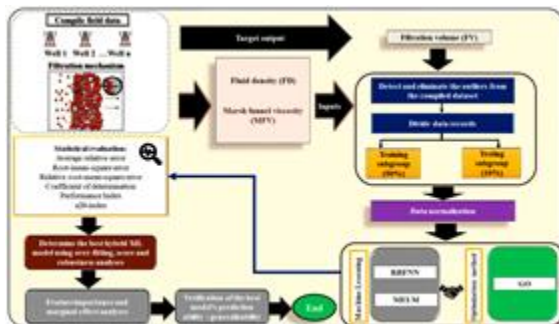 Compile field data
Well 1 Well 2 ... Well n
Filtration mechanism
Target output
Filtration volume (FV)
Fluid density (FD)
Marsh funnel viscosity
(MFV)
Inputs
Detect and eliminate the outliers from
the compiled dataset
Divide data records
Training
subgroup
Testing
subgroup
Data normalization
Machine Learning
RBFNN
MELM
Optimization method
GO
Statistical evaluation:
Average relative error
Root-mean-square error
Relative root-mean-square error
Coefficient of determination
Performance Index
a20-index
Determine the best hybrid ML
model using over-fitting, score and
robustness analyses
Feature importance and
marginal effect analyses
Verification of the best
model's prediction
End